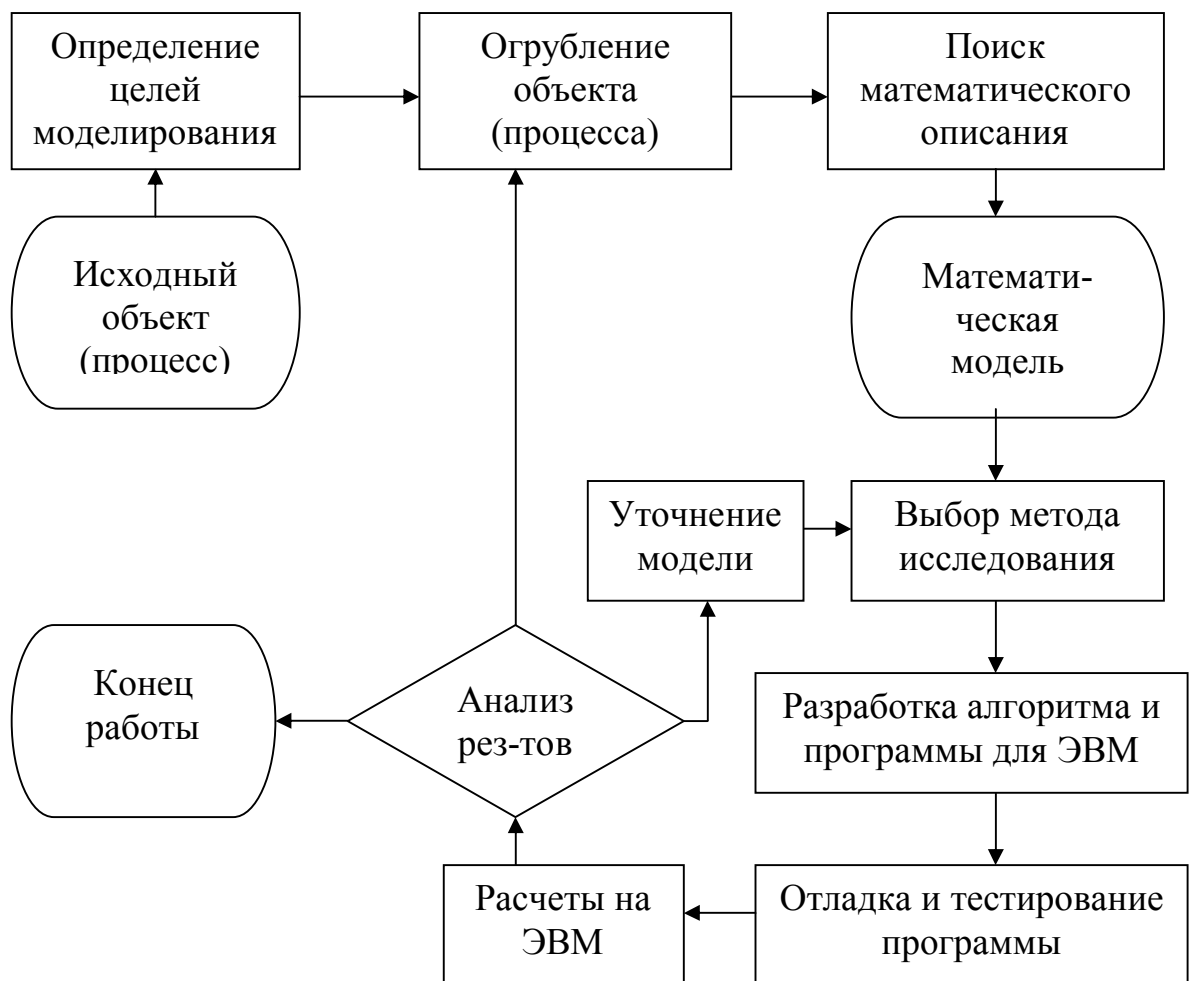 Определение
целей
моделирования
Огрубление
объекта
(процесса)
Поиск
математического
описания
Исходный
объект
(процесс)
Математи-
ческая
модель
Уточнение
модели
Выбор метода
исследования
Конец
работы
Анализ
рез-тов
Разработка алгоритма и
программы для ЭВМ
Расчеты на
ЭВМ
Отладка и тестирование
программы